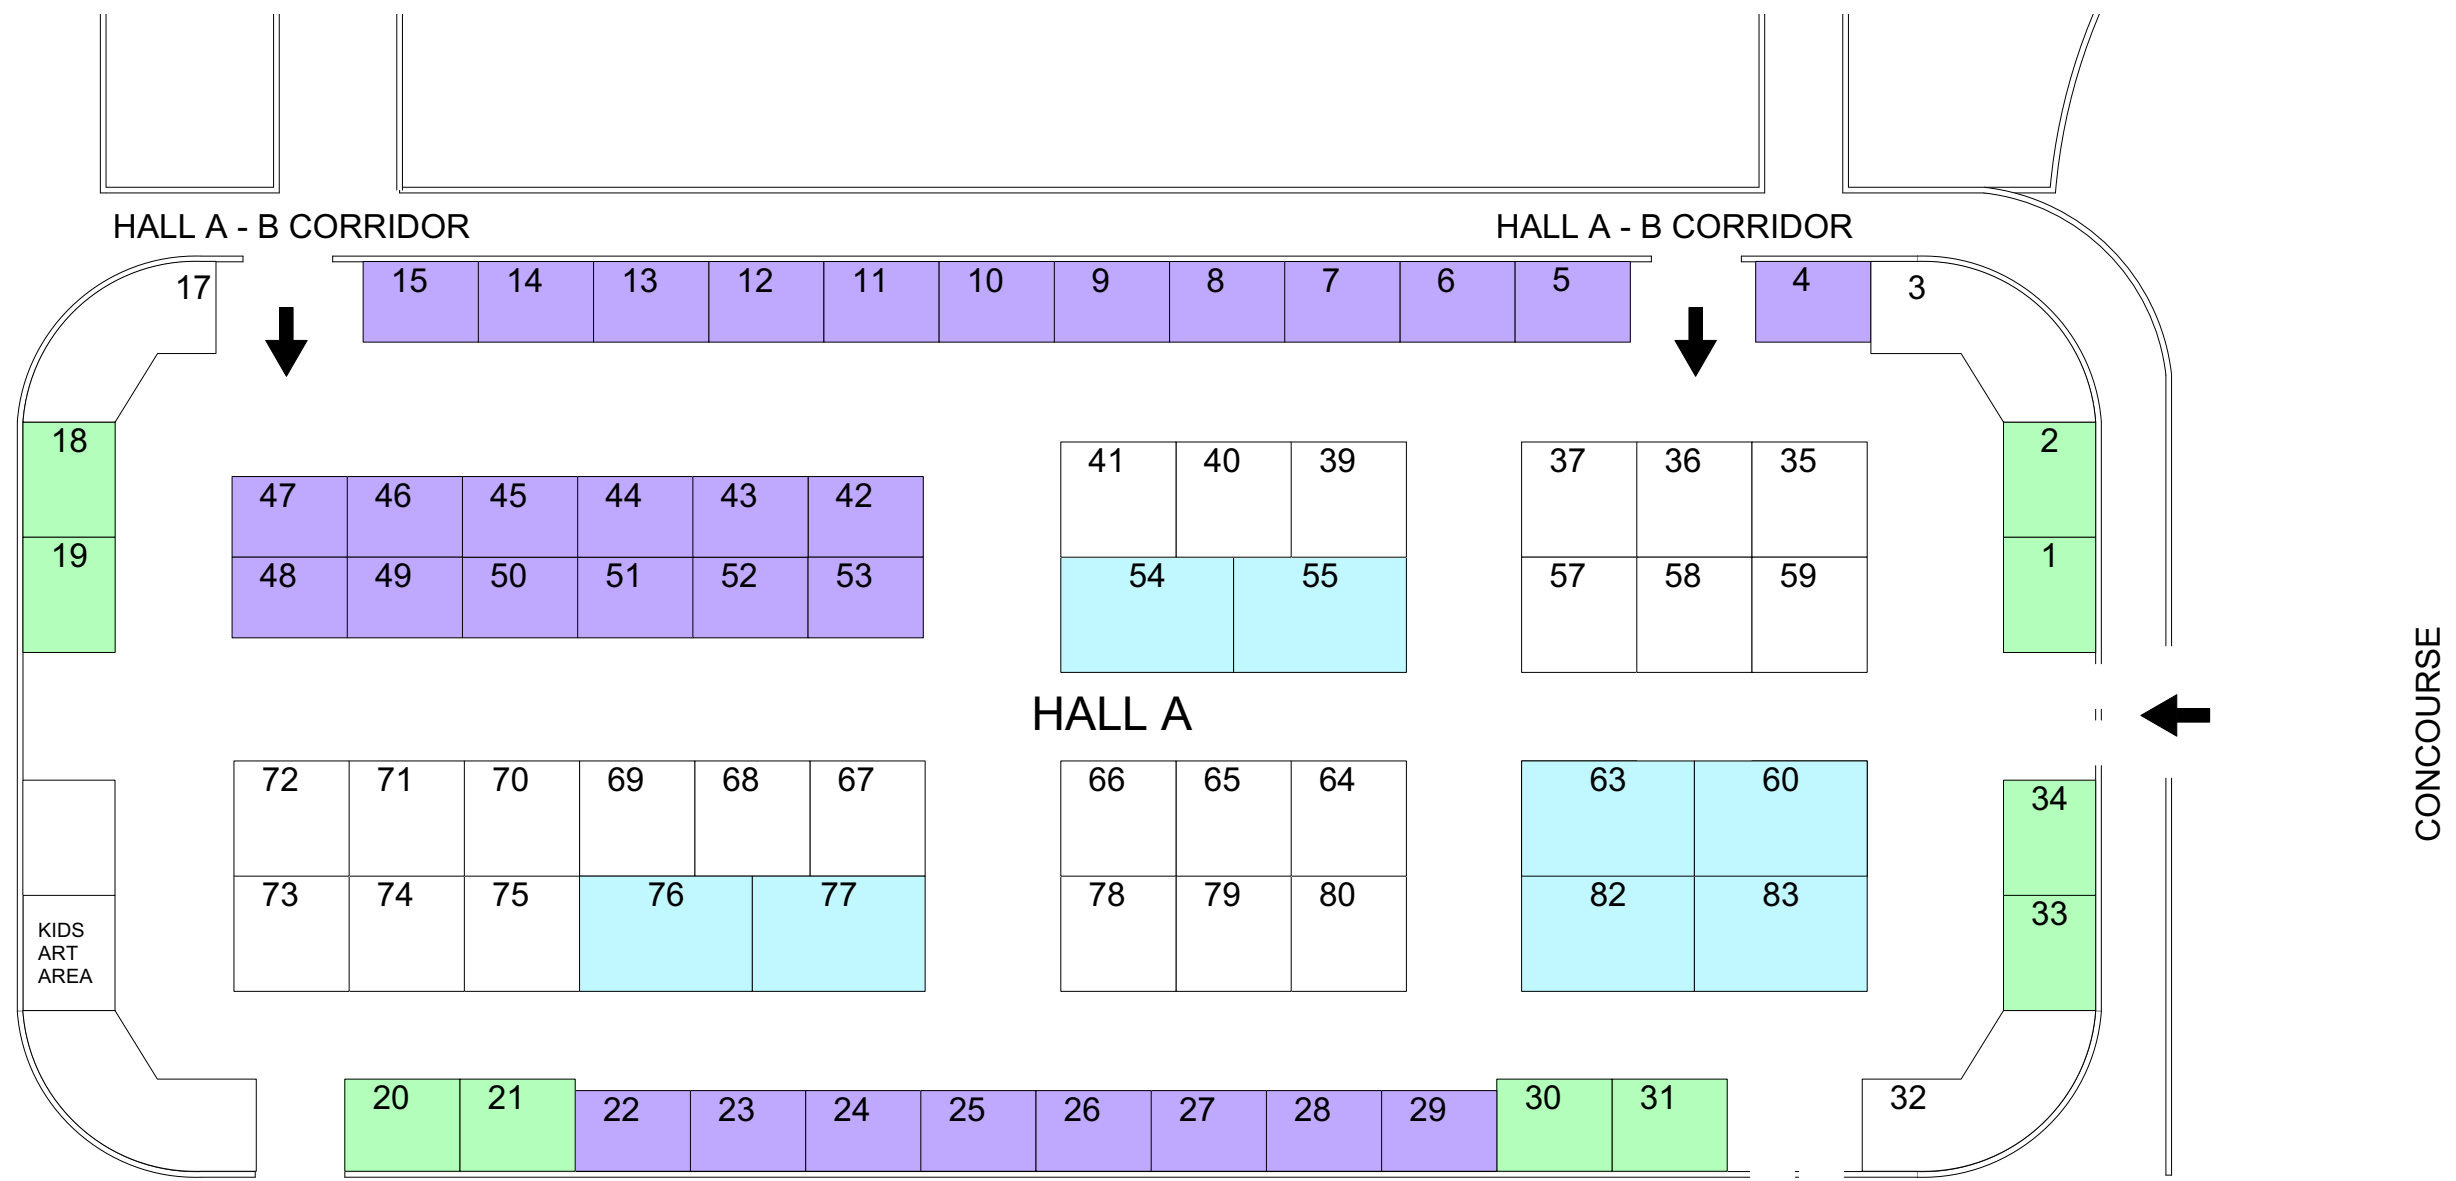 HALL A - B CORRIDOR
HALL A - B CORRIDOR
17
15 14 13 12 11 10 9 8 7 6 5
4
3
18
2
41 40 39
37 36 35
47 46 45 44 43 42
19
1
48 49 50 51 52 53
54 55
57 58 59
HALL A
CONCOURSE
72 71 70 69 68 67
66 65 64
63 60
34
73 74 75 76 77
78 79 80
82 83
33
KIDS
ART
AREA
20 21 22 23 24 25 26 27 28 29 30 31
32